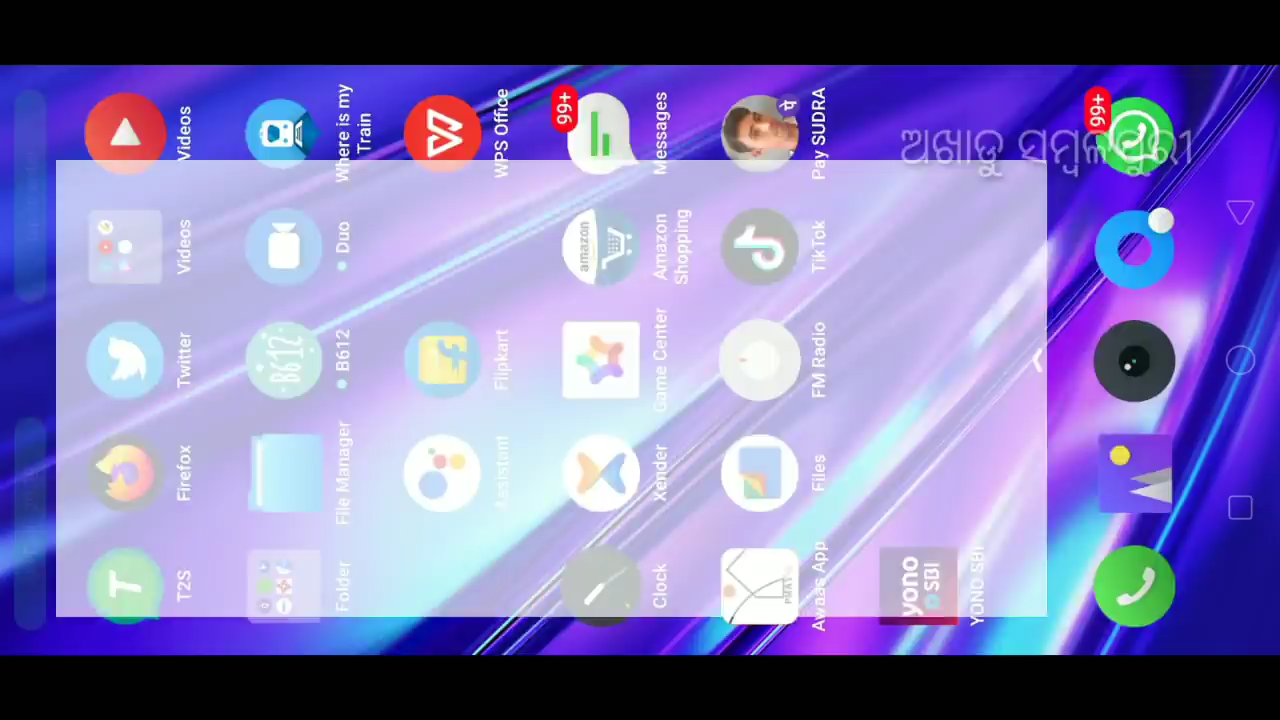 T2S
Firefox
Twitter
Videos
Videos
Folder
File Manager
B612
B612
Duo
Where is my
Train
Assistant
Flipkart
WPS Office
Clock
Xender
Game Center
amazon
Amazon
Shopping
99+
Messages
PMAY
Awaas App
Files
FM Radio
TikTok
पे
Pay SUDRA
yono
SBI
YONO SBI
99+
ଅଖାଡୁ ସମ୍ବଲପୁରୀ